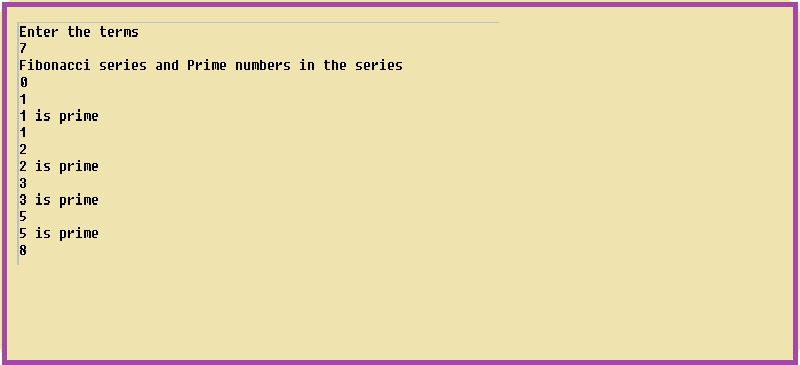 Enter the terms
7
Fibonacci series and Prime numbers in the series
0
1
1 is prime
1
2
2 is prime
3
3 is prime
5
5 is prime
8